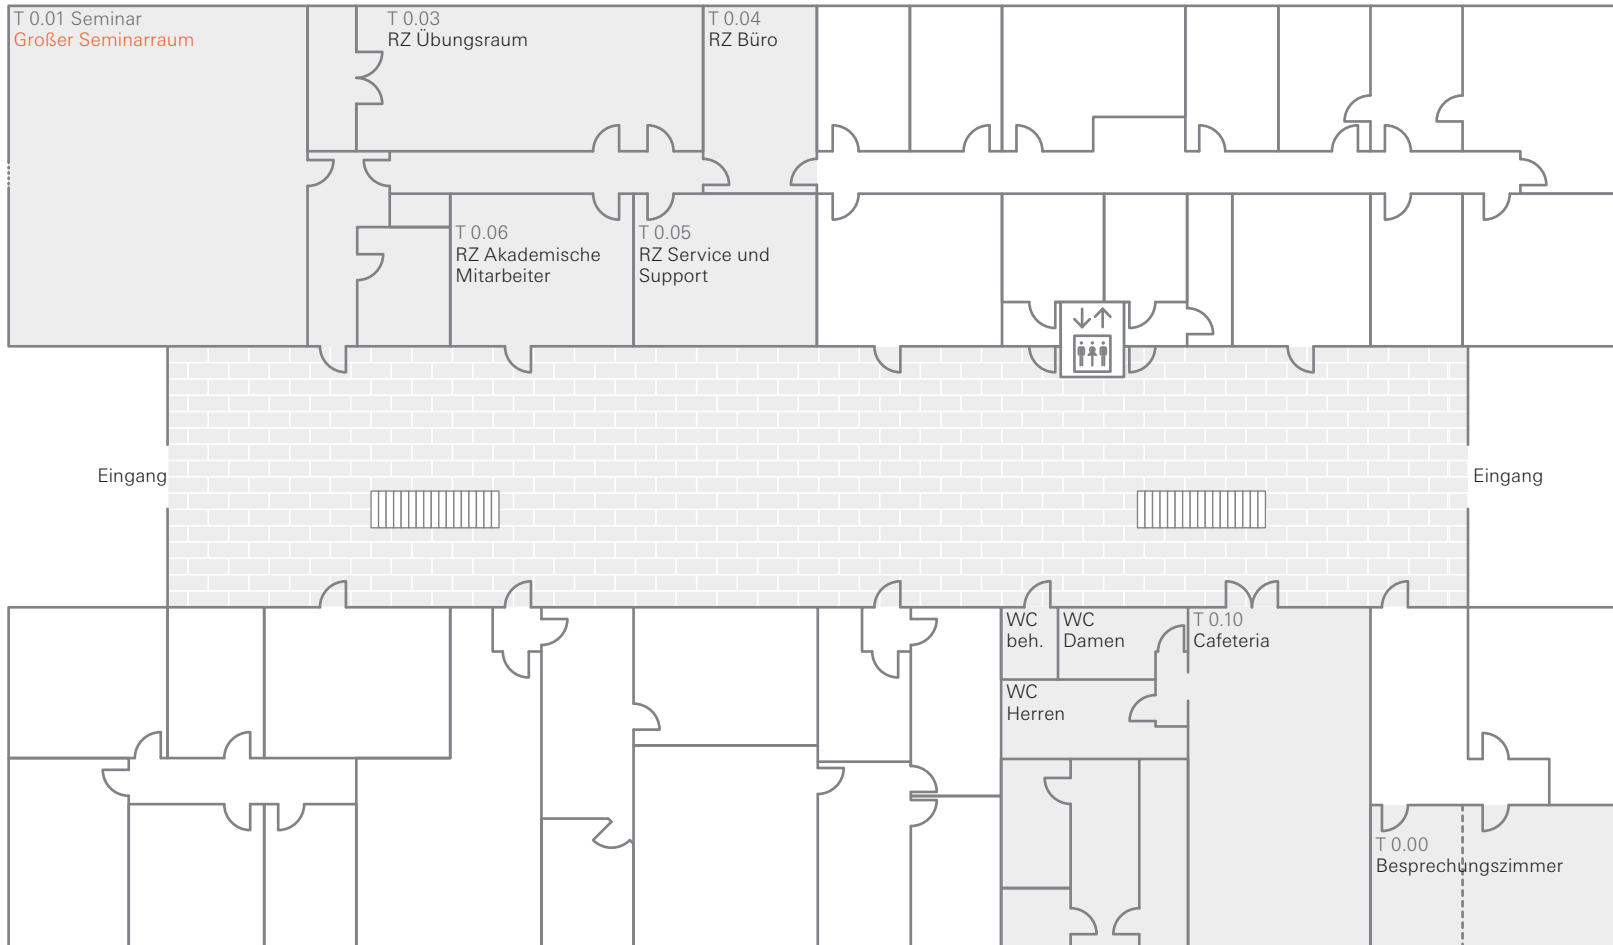 T 0.01 Seminar
Großer Seminarraum
T 0.03
RZ Übungsraum
T 0.04
RZ Büro
T 0.06
RZ Akademische
Mitarbeiter
T 0.05
RZ Service und
Support
Eingang
Eingang
WC
beh.
WC
Damen
T 0.10
Cafeteria
WC
Herren
T 0.00
Besprechungszimmer